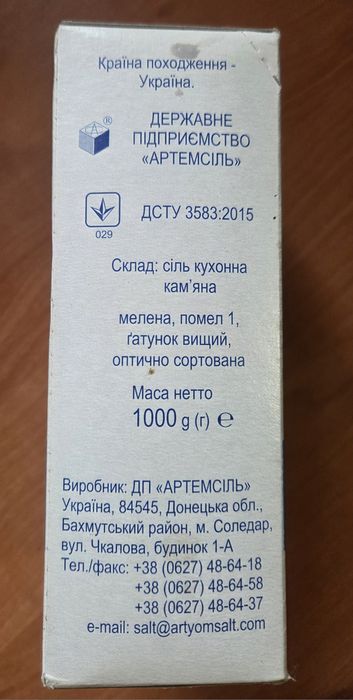 Країна походження -
Україна.
ДЕРЖАВНЕ
ПІДПРИЄМСТВО
«АРТЕМСІЛЬ»
®
ДСТУ 3583:2015
029
Склад: сіль кухонна
кам'яна
мелена, помел 1,
ґатунок вищий,
оптично сортована
Маса нетто
1000 g (г) ℮
Виробник: ДП «АРТЕМСІЛЬ»
Україна, 84545, Донецька обл.,
Бахмутський район, м. Соледар,
вул. Чкалова, будинок 1-А
Тел./факс: +38 (0627) 48-64-18
+38 (0627) 48-64-58
+38 (0627) 48-64-37
e-mail: salt@artyomsalt.com